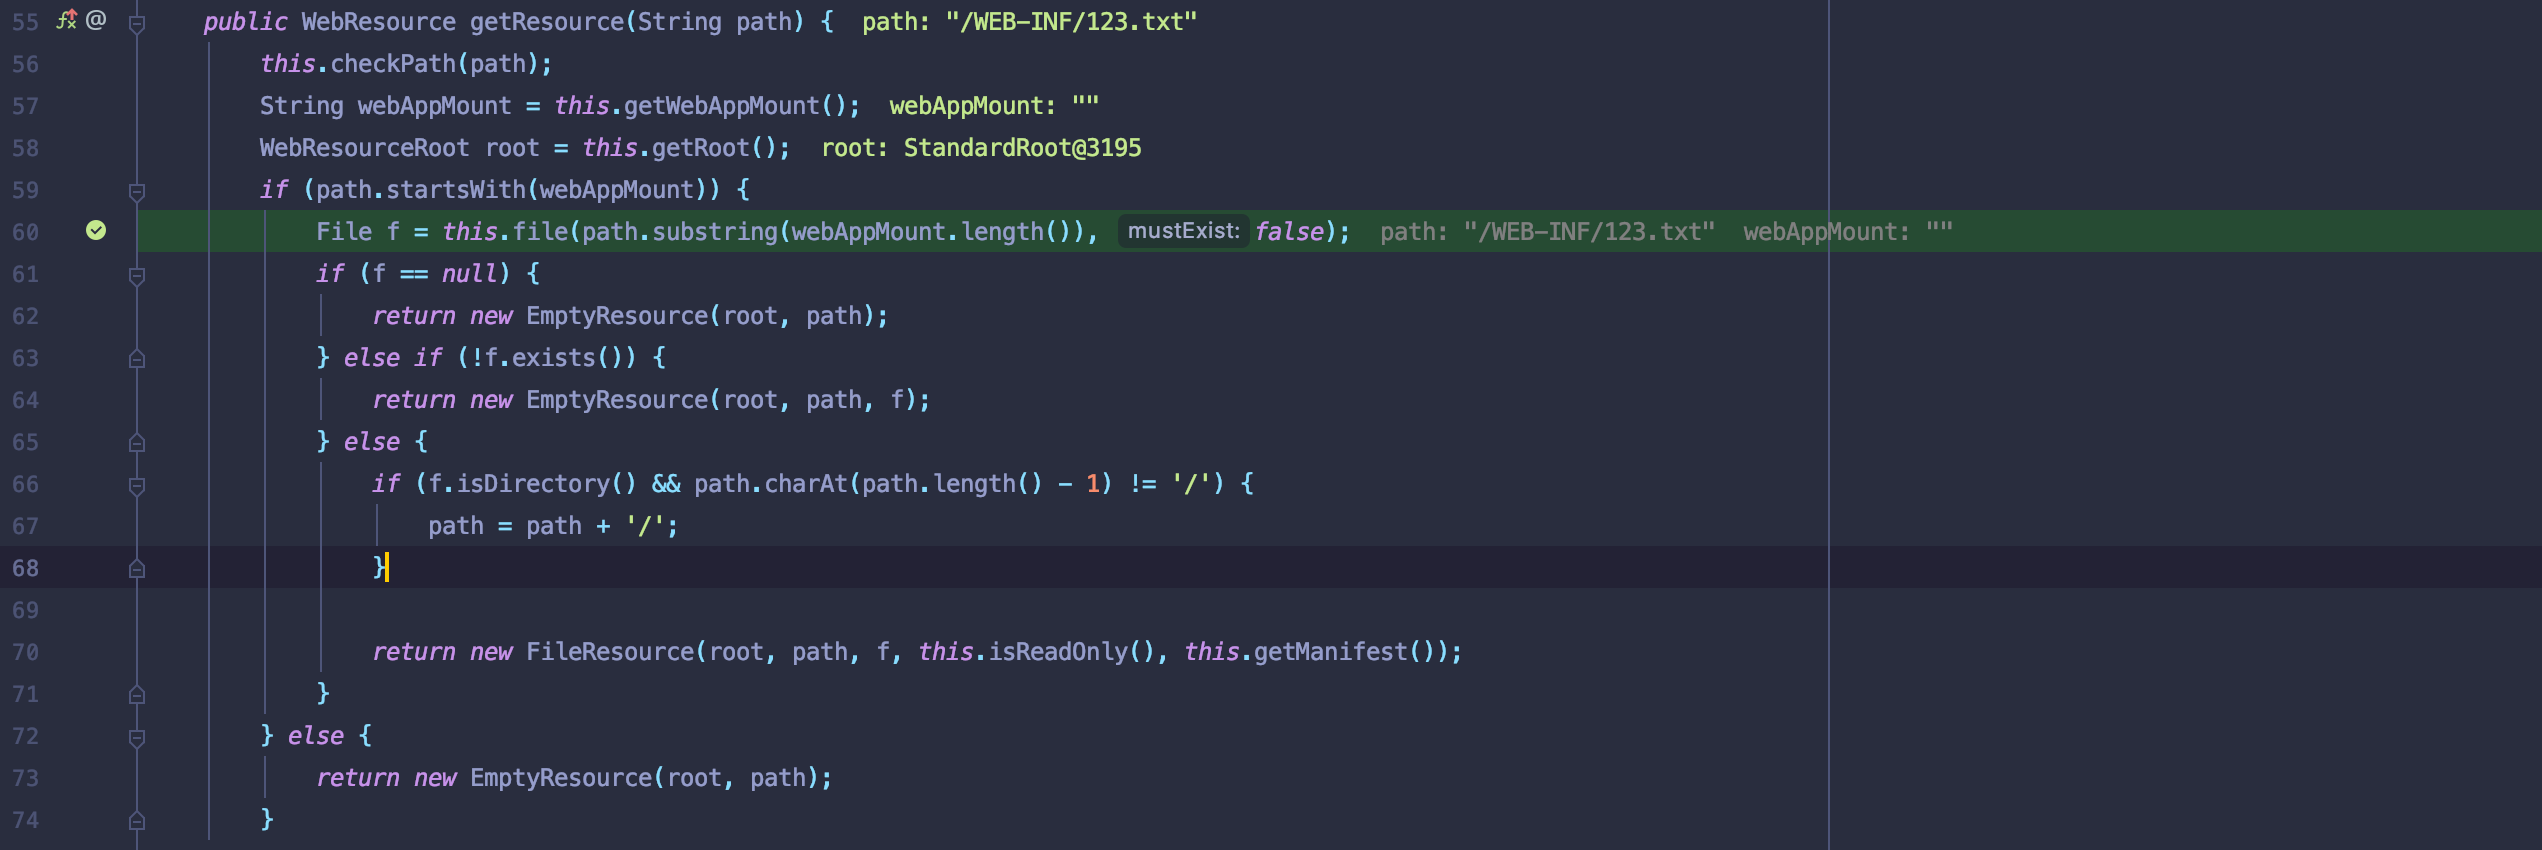 55 @ public WebResource getResource(String path) { path: "/WEB-INF/123.txt"
56 this.checkPath(path);
57 String webAppMount = this.getWebAppMount(); webAppMount: ""
58 WebResourceRoot root = this.getRoot(); root: StandardRoot@3195
59 if (path.startsWith(webAppMount)) {
60 File f = this.file(path.substring(webAppMount.length()), mustExist: false); path: "/WEB-INF/123.txt" webAppMount: ""
61 if (f == null) {
62 return new EmptyResource(root, path);
63 } else if (!f.exists()) {
64 return new EmptyResource(root, path, f);
65 } else {
66 if (f.isDirectory() && path.charAt(path.length() - 1) != '/') {
67 path = path + '/';
68 }
69
70 return new FileResource(root, path, f, this.isReadOnly(), this.getManifest());
71 }
72 } else {
73 return new EmptyResource(root, path);
74 }